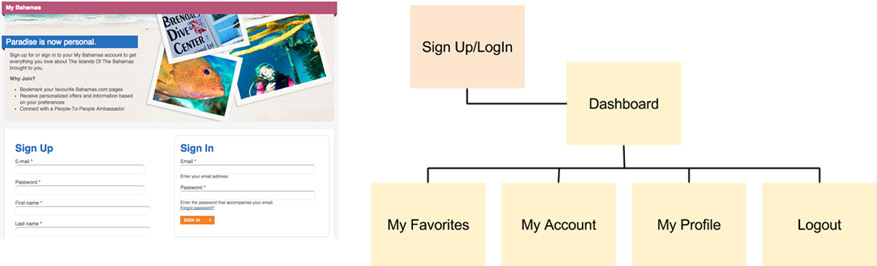 My Bahamas
BRENDA'S
DIVE
CENTER
Paradise is now personal.
Sign up for or sign in to your My Bahamas account to get
everything you love about The Islands Of The Bahamas
brought to you.
Why Join?
Bookmark your favourite Bahamas.com pages
Receive personalized offers and information based
on your preferences
Connect with a People-To-People Ambassador
Sign Up
E-mail *
Password *
First name *
Last name *
Sign In
Email *
Enter your email address
Password *
Enter the password that accompanies your email.
Forgot password?
SIGN IN
Sign Up/LogIn
Dashboard
My Favorites
My Account
My Profile
Logout